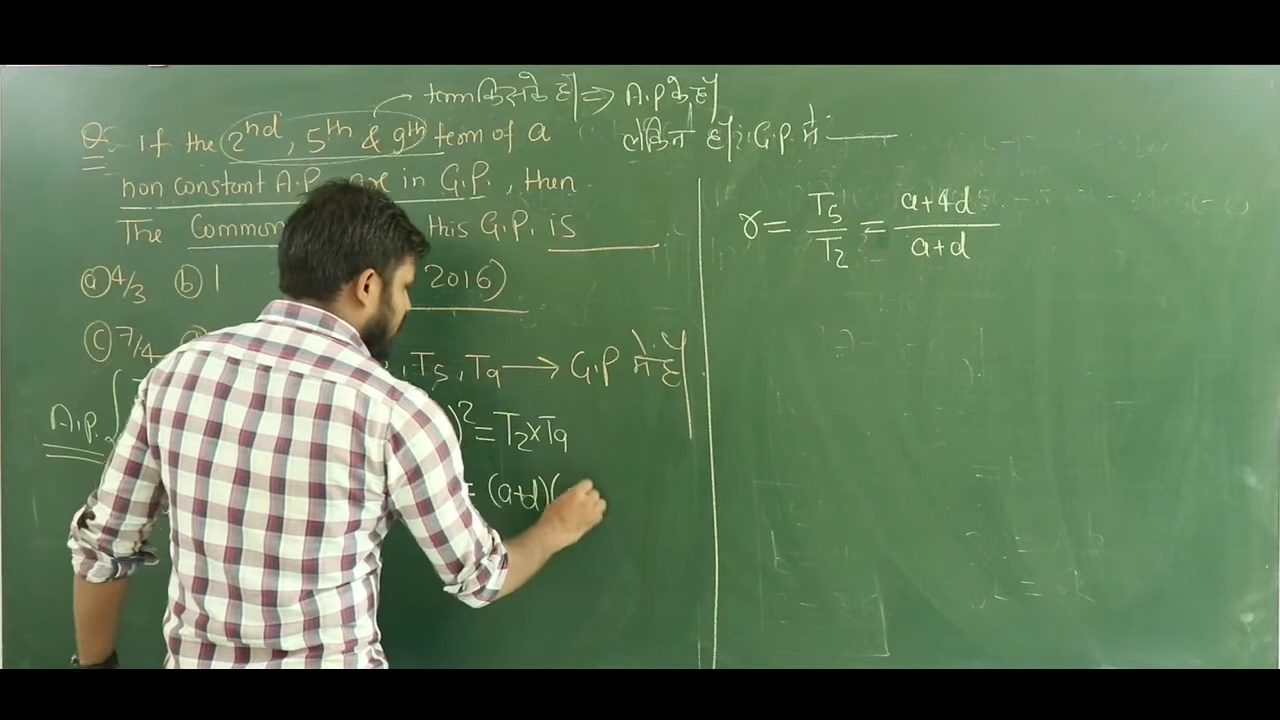 term किसके हैं ⇒ A.P के हैं
लेकिन हैं: G.P. में ———
Q:- If the 2nd, 5th & 9th term of a
non constant A.P. are in G.P., then
The Common this G.P. is ______
(a) 4/3 (b) 1 2016)
(c) 7/4
, T5, T9 → G.P में हैं
A.P.
)² = T2×T9
= (a+d)(
r = T5/T2 = a+4d/a+d